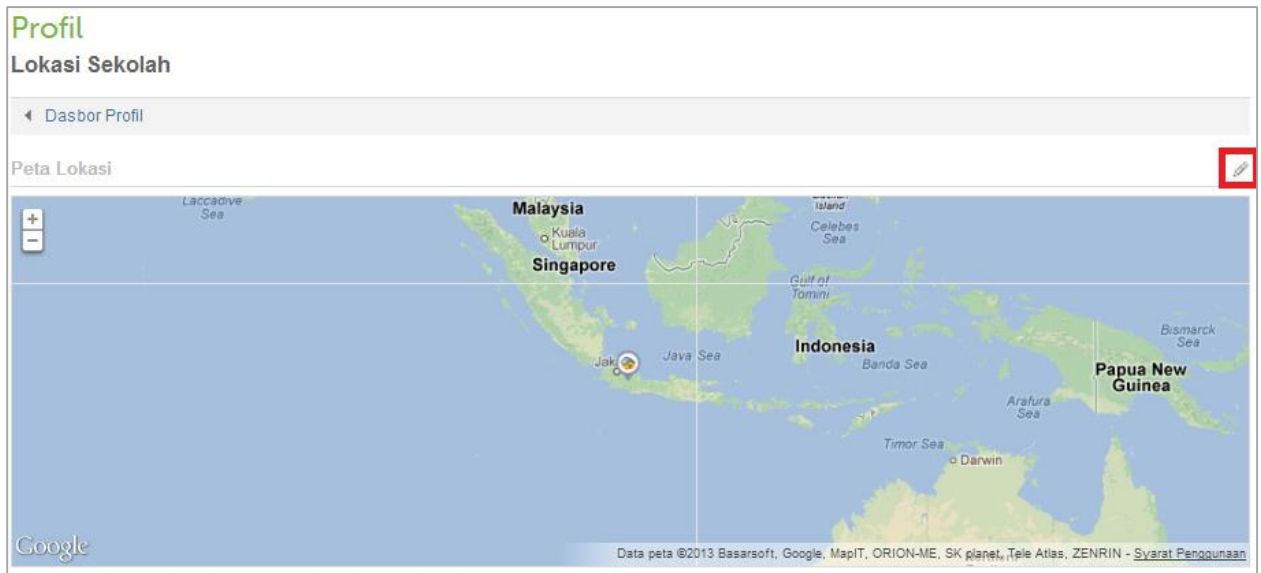 Profil
Lokasi Sekolah
Dasbor Profil
Peta Lokasi
+
−
Laccadive
Sea
Malaysia
Kuala
Lumpur
Singapore
Island
Celebes
Sea
Gulf of
Tomini
Bismarck
Sea
Indonesia
Jak
Java Sea
Banda Sea
Papua New
Guinea
Arafura
Sea
Timor Sea
Darwin
Google
Data peta ©2013 Basarsoft, Google, MapIT, ORION-ME, SK planet, Tele Atlas, ZENRIN - Syarat Penggunaan